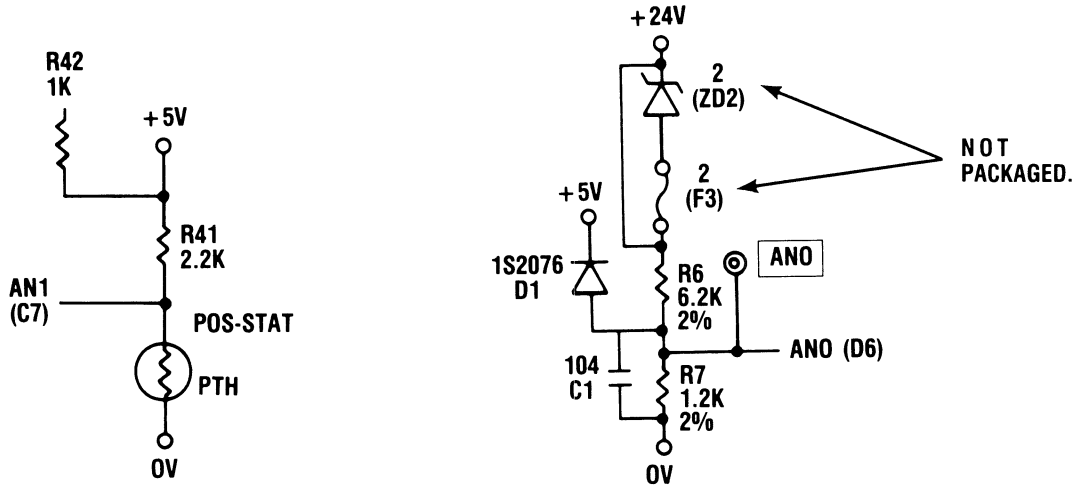 R42
1K
+5V
R41
2.2K
AN1
(C7)
POS-STAT
PTH
0V
+24V
2
(ZD2)
NOT
PACKAGED.
2
(F3)
+5V
1S2076
D1
ANO
R6
6.2K
2%
ANO (D6)
104
C1
R7
1.2K
2%
0V